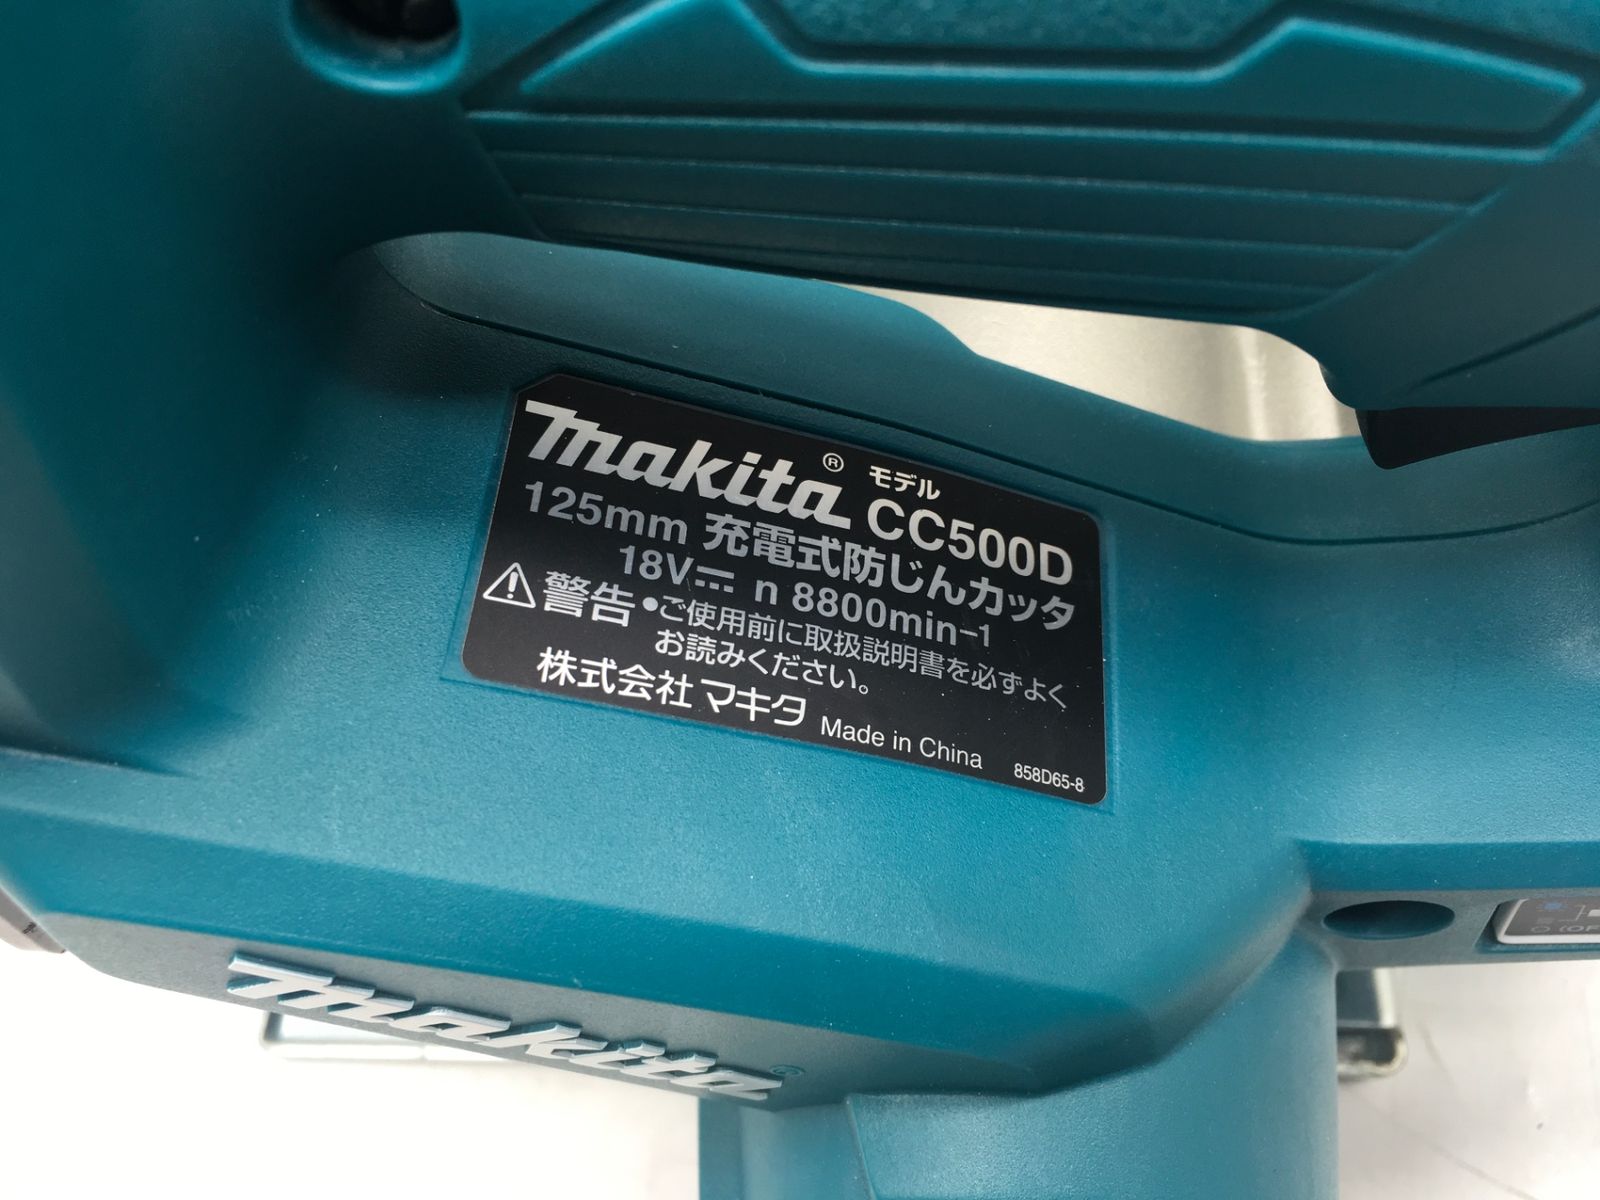 makita® モデル CC500D
125mm 充電式防じんカッタ
18V⎓ n 8800min-1
⚠警告 •ご使用前に取扱説明書を必ずよく
お読みください。
株式会社マキタ Made in China 858D65-8
makita®